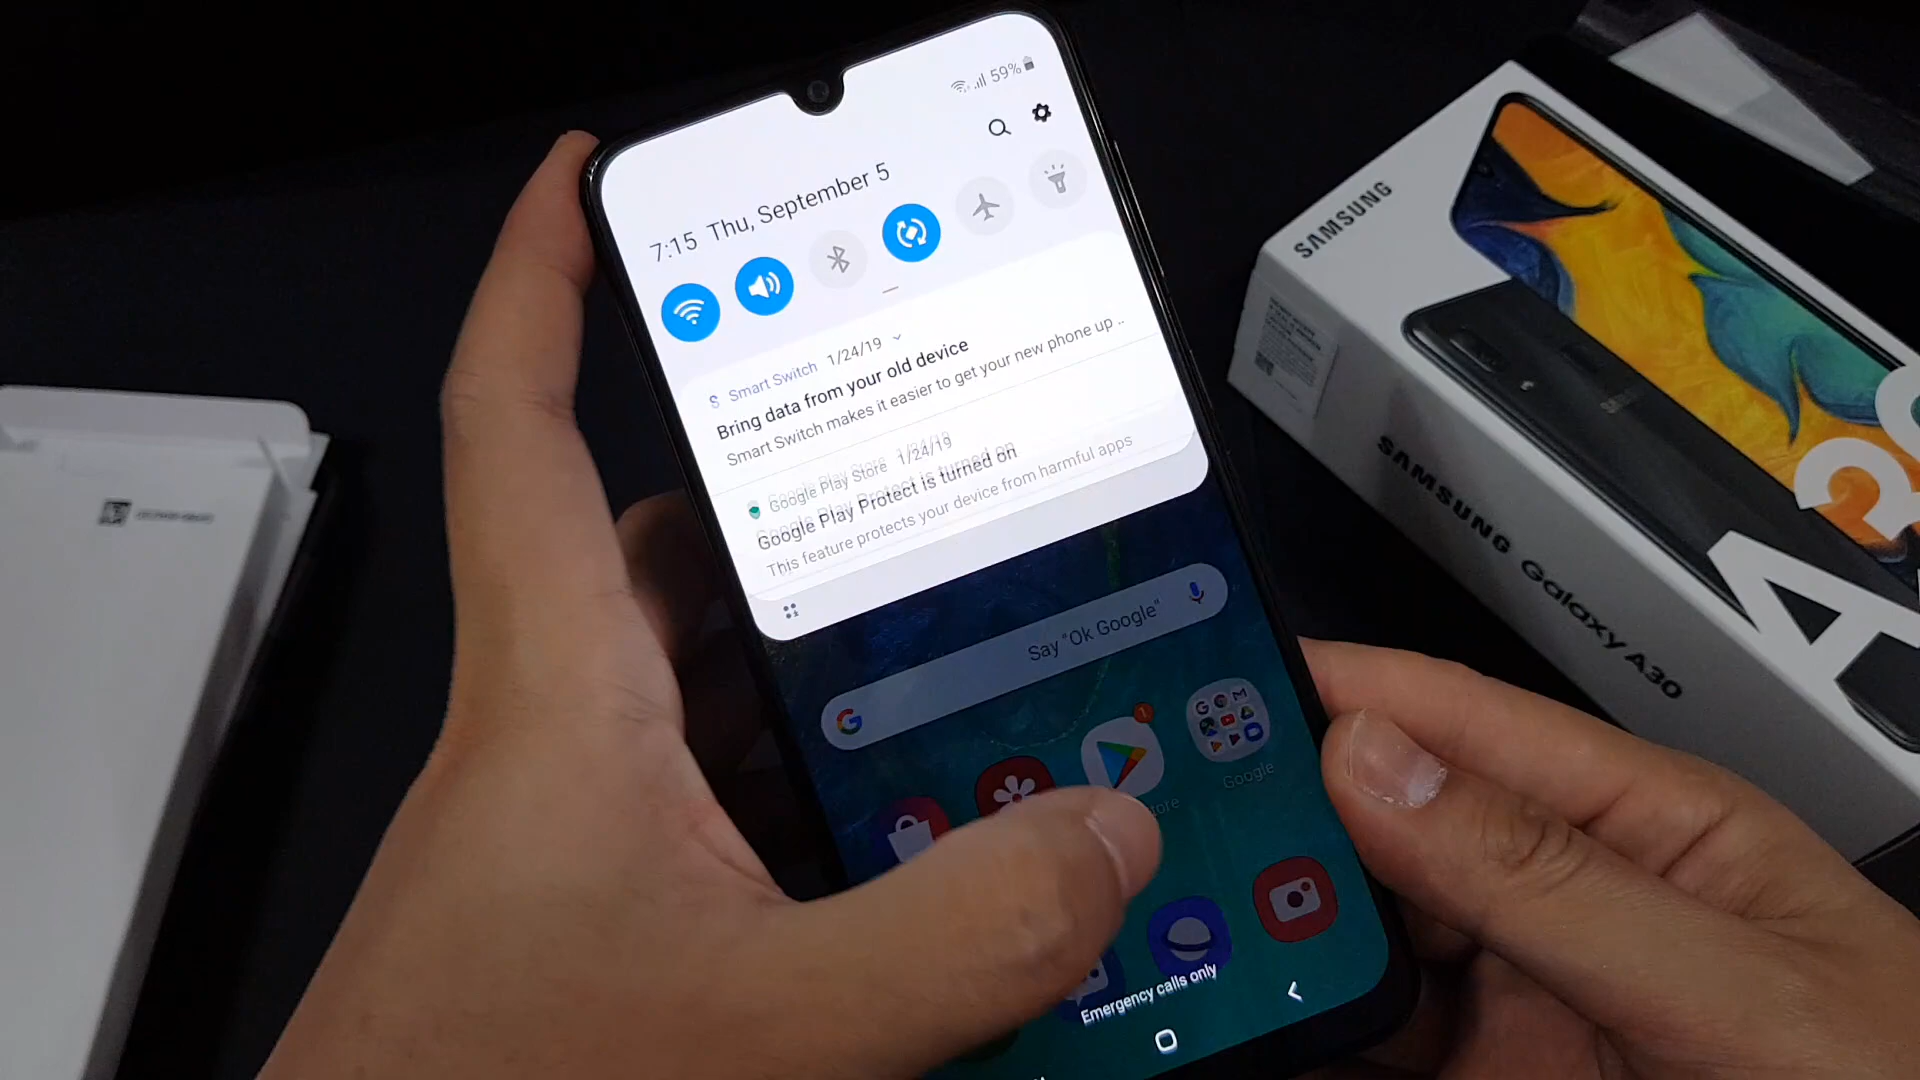 59%
7:15 Thu, September 5
Smart Switch 1/24/19
Bring data from your old device
Smart Switch makes it easier to get your new phone up ..
Google Play Store 1/24/19
Google Play Protect is turned on
This feature protects your device from harmful apps
Say "Ok Google"
1
Google
tore
Emergency calls only
SAMSUNG
SAMSUNG Galaxy A30
A